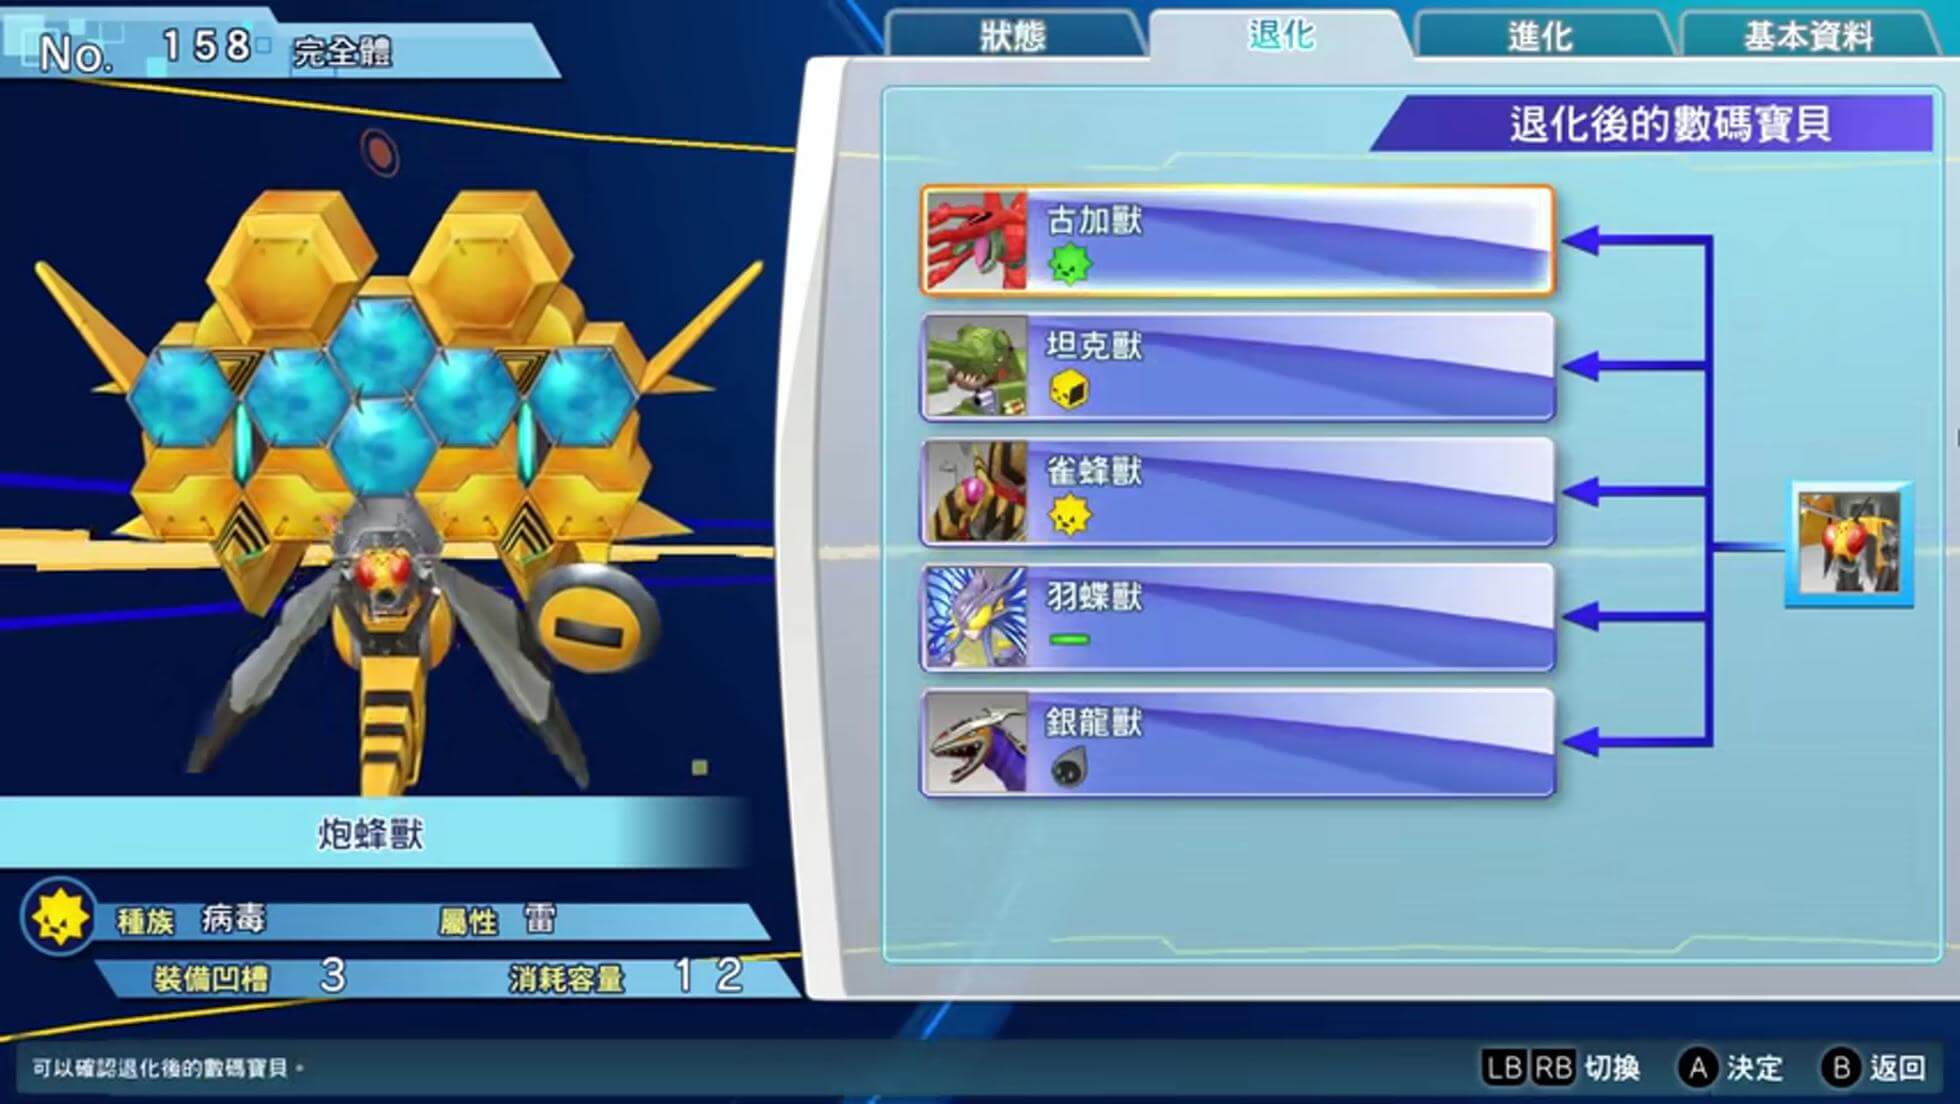 No. 158 完全體
狀態
退化
進化
基本資料
退化後的數碼寶貝
古加獸
坦克獸
雀蜂獸
羽蝶獸
銀龍獸
炮蜂獸
種族 病毒 屬性 雷
裝備凹槽 3 消耗容量 12
可以確認退化後的數碼寶貝。
LB RB 切換 A 決定 B 返回